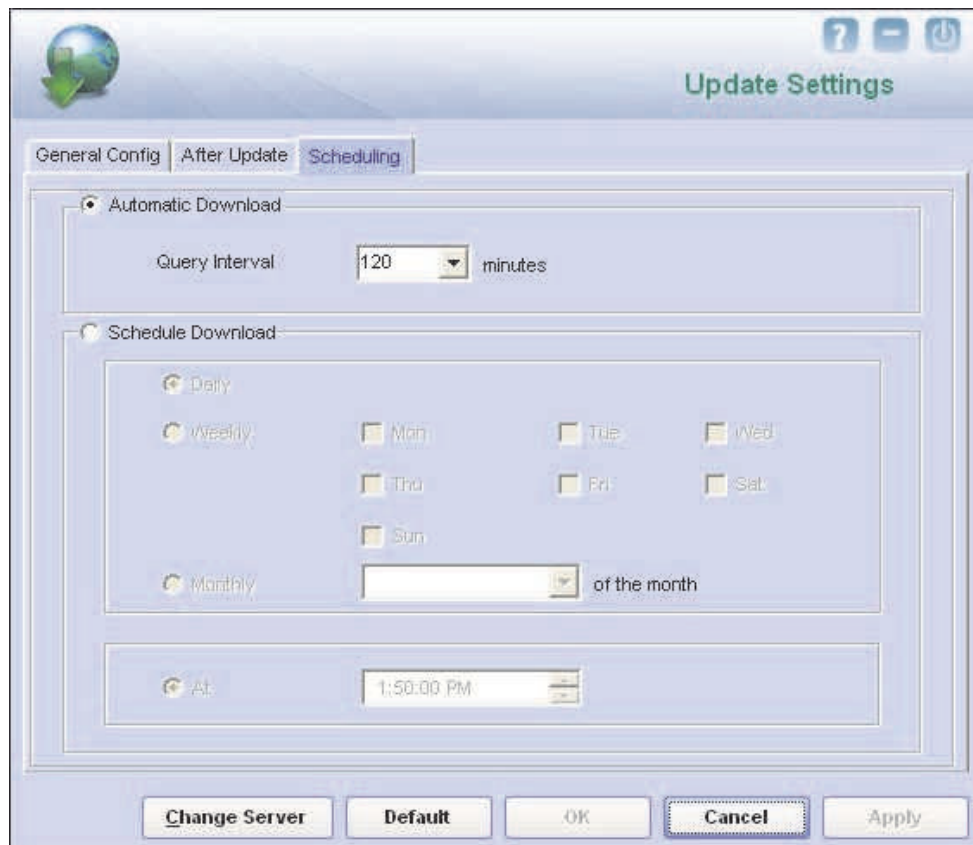 ?
Update Settings
General Config After Update Scheduling
Automatic Download
Query Interval 120 minutes
Schedule Download
Daily
Weekly Mon Tue Wed
Thu Fri Sat
Sun
Monthly of the month
At 1:50:00 PM
Change Server Default OK Cancel Apply